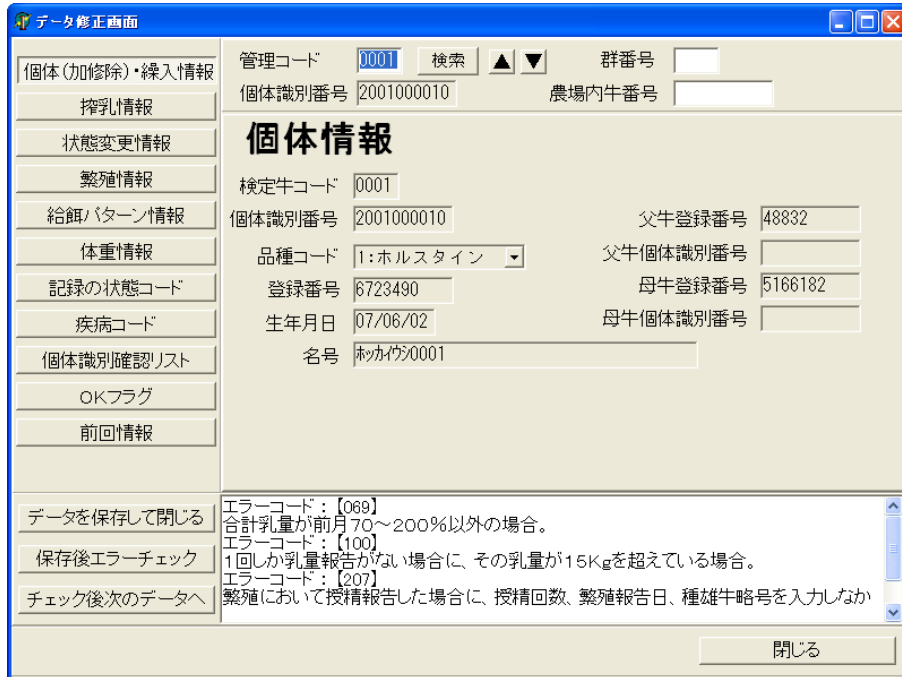 データ修正画面
個体(加修除)・繰入情報
搾乳情報
状態変更情報
繁殖情報
給餌パターン情報
体重情報
記録の状態コード
疾病コード
個体識別確認リスト
OKフラグ
前回情報
データを保存して閉じる
保存後エラーチェック
チェック後次のデータへ
管理コード 0001 検索 ▲ ▼ 群番号
個体識別番号 2001000010 農場内牛番号
個体情報
検定牛コード 0001
個体識別番号 2001000010 父牛登録番号 48832
品種コード 1:ホルスタイン 父牛個体識別番号
登録番号 6723490 母牛登録番号 5166182
生年月日 07/06/02 母牛個体識別番号
名号 ホッカイウシ0001
エラーコード:【069】
合計乳量が前月70~200%以外の場合。
エラーコード:【100】
1回しか乳量報告がない場合に、その乳量が15Kgを超えている場合。
エラーコード:【207】
繁殖において授精報告した場合に、授精回数、繁殖報告日、種雄牛略号を入力しなか
閉じる